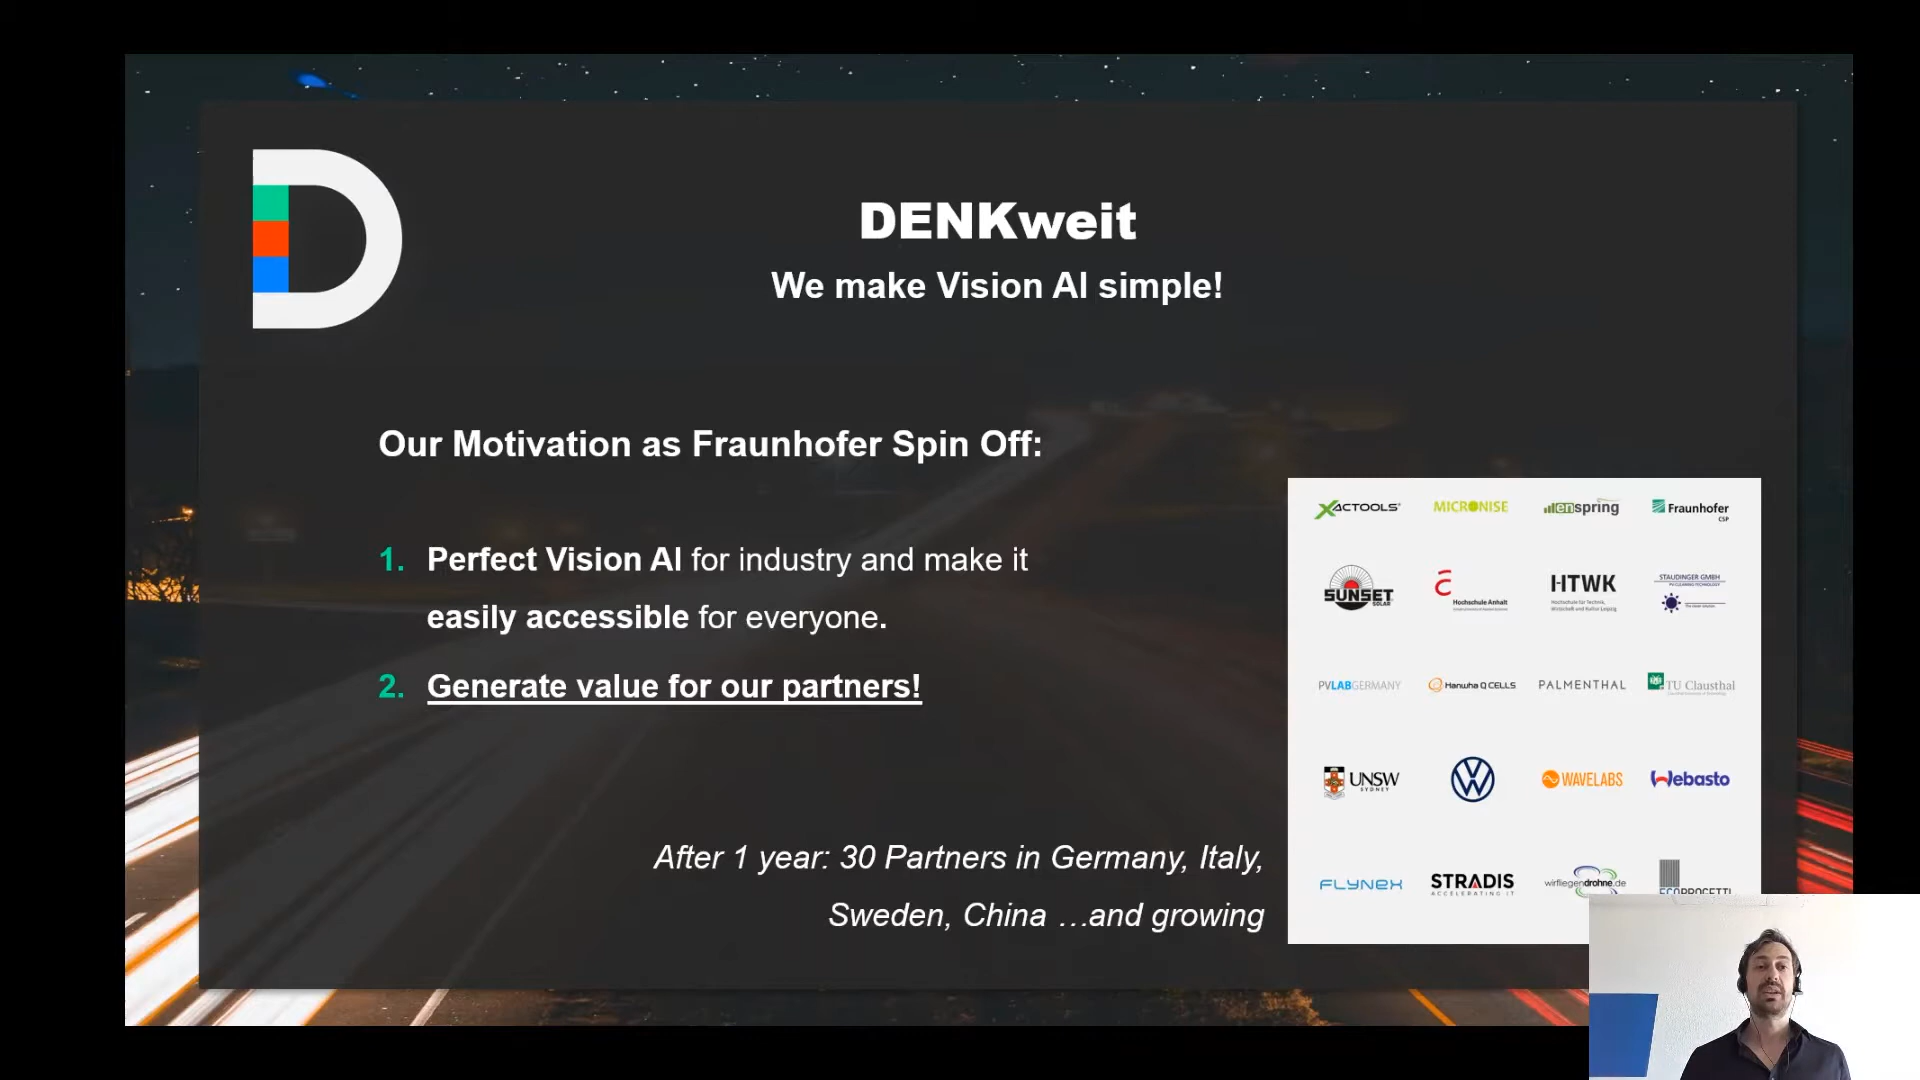 DENKweit
We make Vision AI simple!
Our Motivation as Fraunhofer Spin Off:
1. Perfect Vision AI for industry and make it
easily accessible for everyone.
2. Generate value for our partners!
After 1 year: 30 Partners in Germany, Italy,
Sweden, China …and growing
XACTOOLS MICRONISE enspring Fraunhofer
CSP
SUNSET
SOLAR
Hochschule Anhalt
HTWK
Hochschule für Technik,
Wirtschaft und Kultur Leipzig
STAUDINGER GMBH
PVLABGERMANY Hanwha Q CELLS PALMENTHAL TU Clausthal
UNSW
SYDNEY
VW
WAVELABS Webasto
FLYNEX STRADIS
ACCELERATING IT
wirfliegendrohne.de
ECOPROGETTI